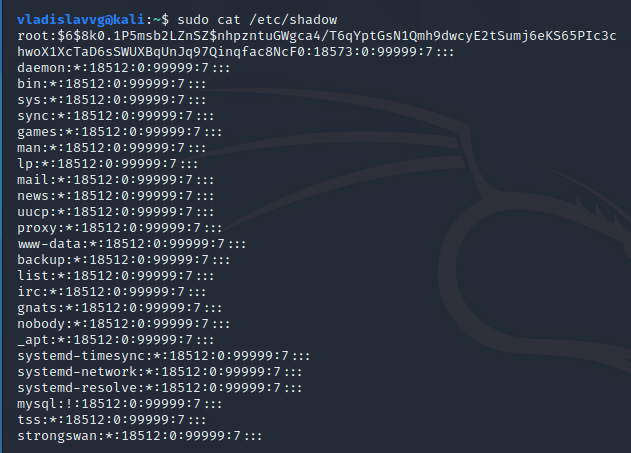 vladislavvg@kali:~$ sudo cat /etc/shadow
root:$6$8k0.1P5msb2LZnSZ$nhpzntuGWgca4/T6qYptGsN1Qmh9dwcyE2tSumj6eKS65PIc3c
hwoX1XcTaD6sSWUXBqUnJq97Qinqfac8NcF0:18573:0:99999:7:::
daemon:*:18512:0:99999:7:::
bin:*:18512:0:99999:7:::
sys:*:18512:0:99999:7:::
sync:*:18512:0:99999:7:::
games:*:18512:0:99999:7:::
man:*:18512:0:99999:7:::
lp:*:18512:0:99999:7:::
mail:*:18512:0:99999:7:::
news:*:18512:0:99999:7:::
uucp:*:18512:0:99999:7:::
proxy:*:18512:0:99999:7:::
www-data:*:18512:0:99999:7:::
backup:*:18512:0:99999:7:::
list:*:18512:0:99999:7:::
irc:*:18512:0:99999:7:::
gnats:*:18512:0:99999:7:::
nobody:*:18512:0:99999:7:::
_apt:*:18512:0:99999:7:::
systemd-timesync:*:18512:0:99999:7:::
systemd-network:*:18512:0:99999:7:::
systemd-resolve:*:18512:0:99999:7:::
mysql:!:18512:0:99999:7:::
tss:*:18512:0:99999:7:::
strongswan:*:18512:0:99999:7:::